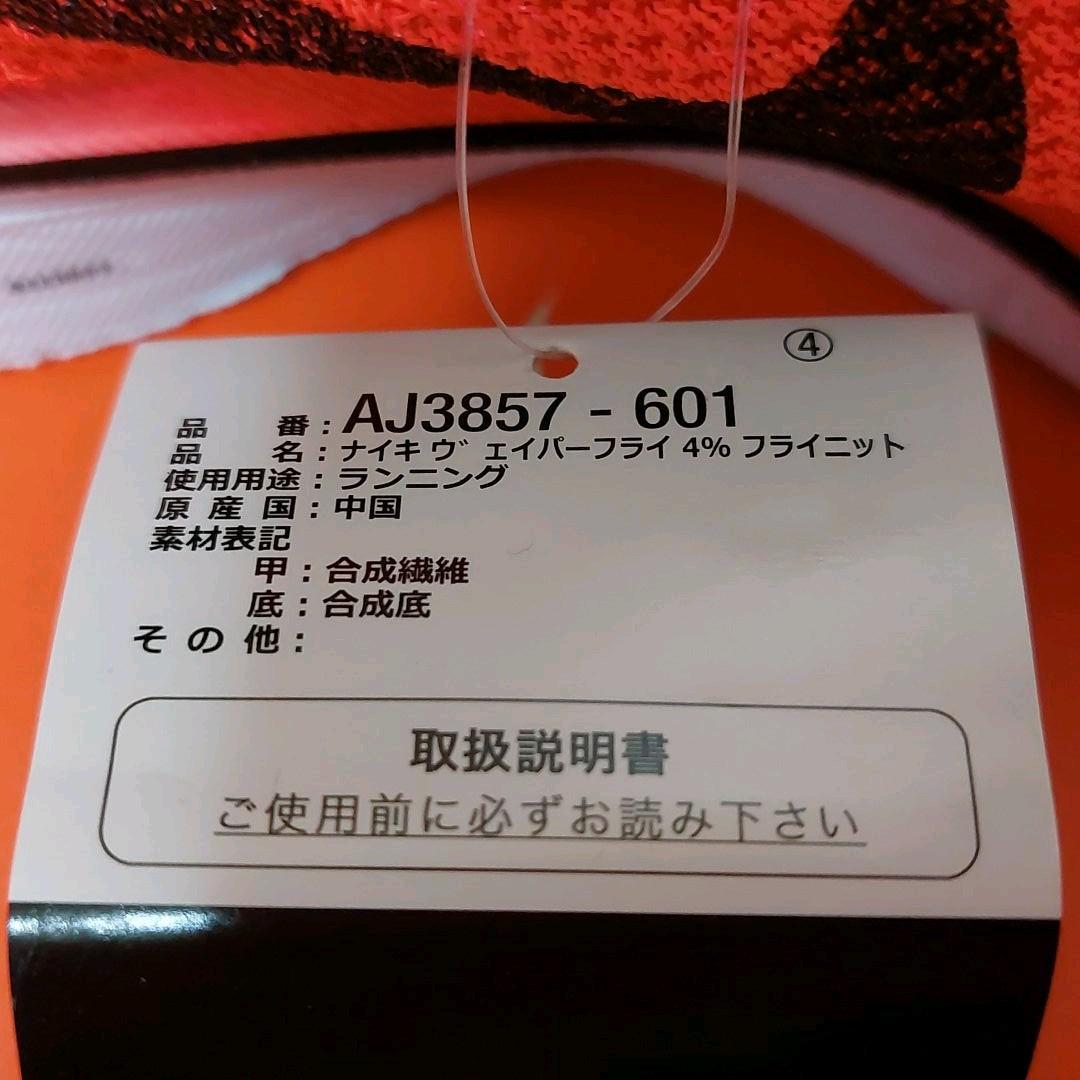 ④
品 番：AJ3857 - 601
品 名：ナイキ ヴェイパーフライ 4% フライニット
使用用途：ランニング
原 産 国：中国
素材表記
甲：合成繊維
底：合成底
そ の 他：
取扱説明書
ご使用前に必ずお読み下さい